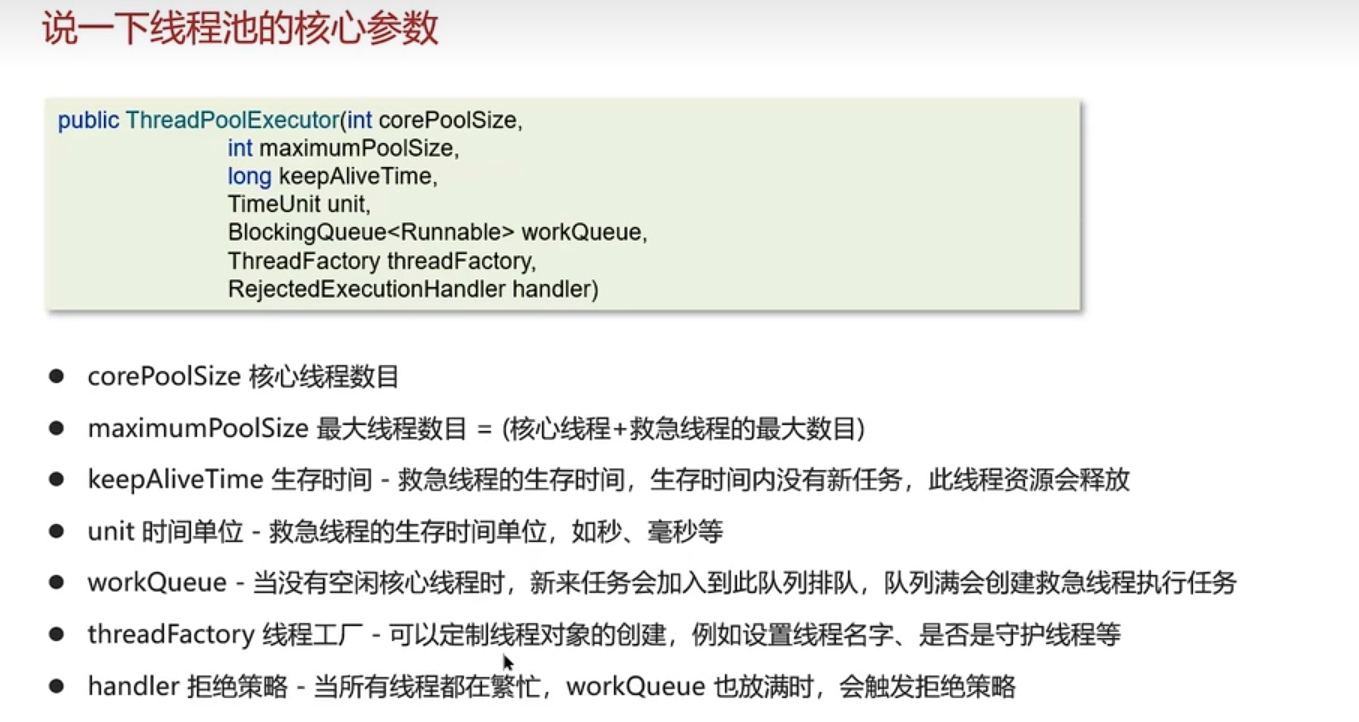 说一下线程池的核心参数
public ThreadPoolExecutor(int corePoolSize,
int maximumPoolSize,
long keepAliveTime,
TimeUnit unit,
BlockingQueue<Runnable> workQueue,
ThreadFactory threadFactory,
RejectedExecutionHandler handler)
● corePoolSize 核心线程数目
● maximumPoolSize 最大线程数目 = (核心线程+救急线程的最大数目)
● keepAliveTime 生存时间 - 救急线程的生存时间，生存时间内没有新任务，此线程资源会释放
● unit 时间单位 - 救急线程的生存时间单位，如秒、毫秒等
● workQueue - 当没有空闲核心线程时，新来任务会加入到此队列排队，队列满会创建救急线程执行任务
● threadFactory 线程工厂 - 可以定制线程对象的创建，例如设置线程名字、是否是守护线程等
● handler 拒绝策略 - 当所有线程都在繁忙，workQueue 也放满时，会触发拒绝策略